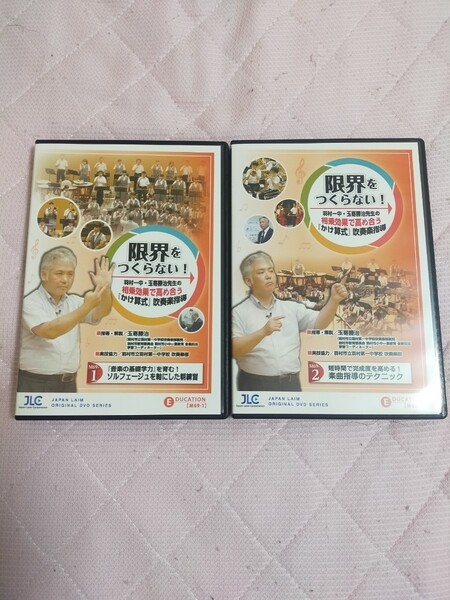 限界を
つくらない！
羽村一中・玉寄勝治先生の
相乗効果で高め合う
「かけ算式」吹奏楽指導
■指導・解説 玉寄勝治
■実技協力 羽村市立羽村第一中学校 吹奏楽部
Disc
1
「音楽の基礎学力」を育む！
ソルフェージュを軸にした朝練習
JLC
JAPAN LAIM
ORIGINAL DVD SERIES
EDUCATION
[M69-1]
限界を
つくらない！
羽村一中・玉寄勝治先生の
相乗効果で高め合う
「かけ算式」吹奏楽指導
■指導・解説 玉寄勝治
■実技協力 羽村市立羽村第一中学校 吹奏楽部
2
短時間で完成度を高める！
楽曲指導のテクニック
JLC
JAPAN LAIM
ORIGINAL DVD SERIES
EDUCATION